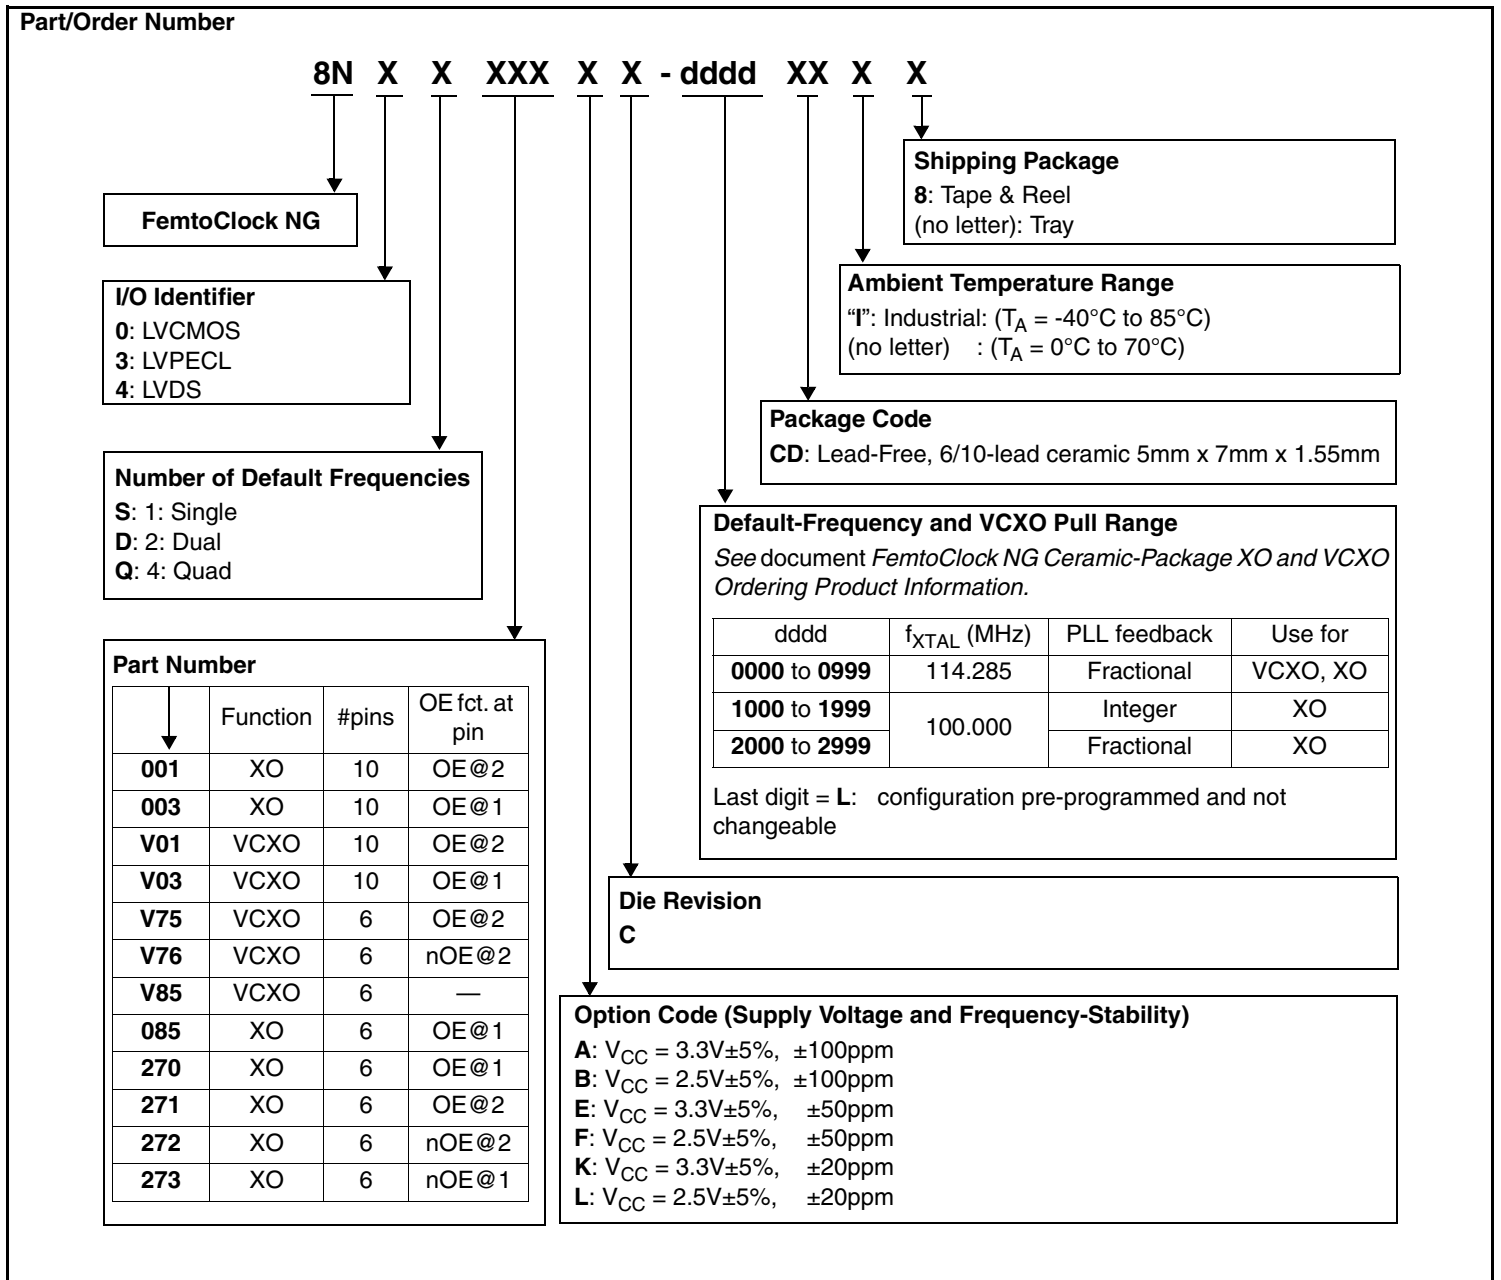 Part/Order Number
8N X X XXX X X - dddd XX X X
Shipping Package
8: Tape & Reel
(no letter): Tray
FemtoClock NG
Ambient Temperature Range
“I”: Industrial: (TA = -40°C to 85°C)
(no letter) : (TA = 0°C to 70°C)
I/O Identifier
0: LVCMOS
3: LVPECL
4: LVDS
Package Code
CD: Lead-Free, 6/10-lead ceramic 5mm x 7mm x 1.55mm
Number of Default Frequencies
S: 1: Single
D: 2: Dual
Q: 4: Quad
Default-Frequency and VCXO Pull Range
See document FemtoClock NG Ceramic-Package XO and VCXO
Ordering Product Information.
dddd fXTAL (MHz) PLL feedback Use for
0000 to 0999 114.285 Fractional VCXO, XO
1000 to 1999 100.000 Integer XO
2000 to 2999 Fractional XO
Last digit = L: configuration pre-programmed and not
changeable
Part Number
Function #pins OE fct. at
pin
001 XO 10 OE@2
003 XO 10 OE@1
V01 VCXO 10 OE@2
V03 VCXO 10 OE@1
V75 VCXO 6 OE@2
V76 VCXO 6 nOE@2
V85 VCXO 6 —
085 XO 6 OE@1
270 XO 6 OE@1
271 XO 6 OE@2
272 XO 6 nOE@2
273 XO 6 nOE@1
Die Revision
C
Option Code (Supply Voltage and Frequency-Stability)
A: VCC = 3.3V±5%, ±100ppm
B: VCC = 2.5V±5%, ±100ppm
E: VCC = 3.3V±5%, ±50ppm
F: VCC = 2.5V±5%, ±50ppm
K: VCC = 3.3V±5%, ±20ppm
L: VCC = 2.5V±5%, ±20ppm